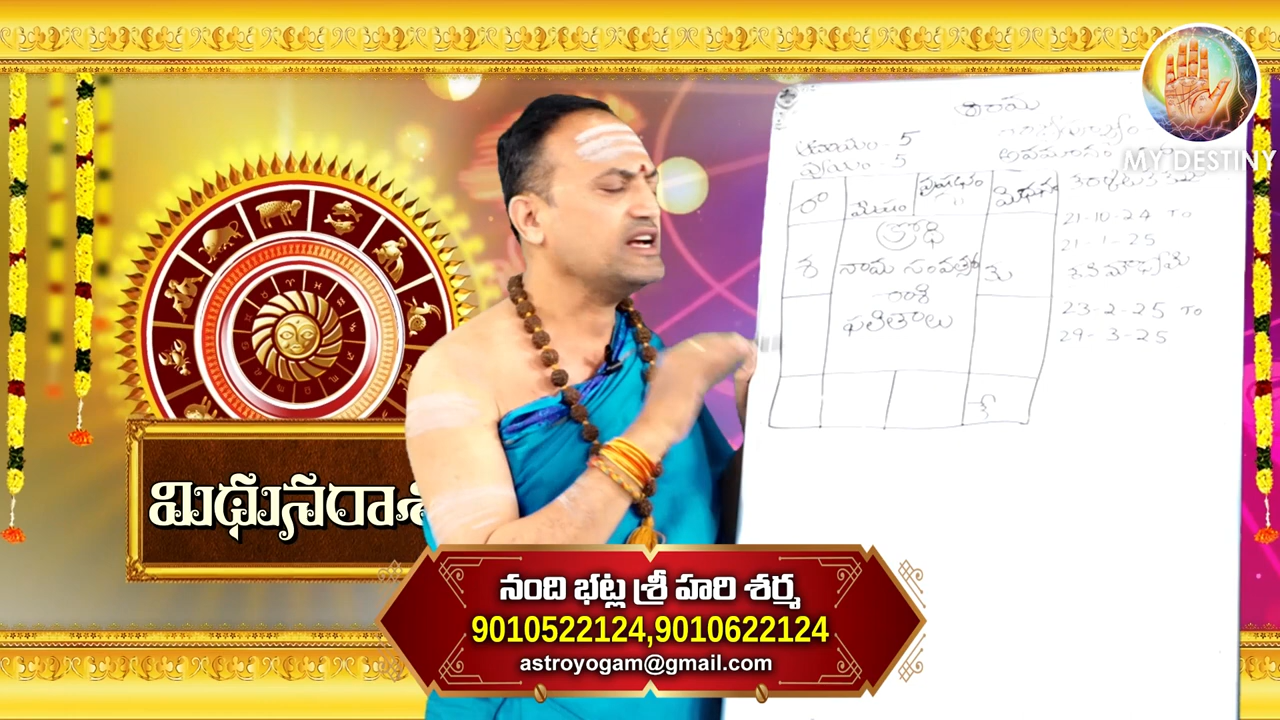 MY DESTINY
శ్రీరామ
ఆదాయం - 5
వ్యయం - 5
అవమానం
రా
మేషం
వృషభం
మిథున
21-10-24 To
21-1-25
క్రోధి
శ
నామ సంవత్సర
రాశి
ఫలితాలు
23-2-25 To
29-3-25
కే
మిథునరాశి
నంది భట్ల శ్రీ హరి శర్మ
9010522124,9010622124
astroyogam@gmail.com